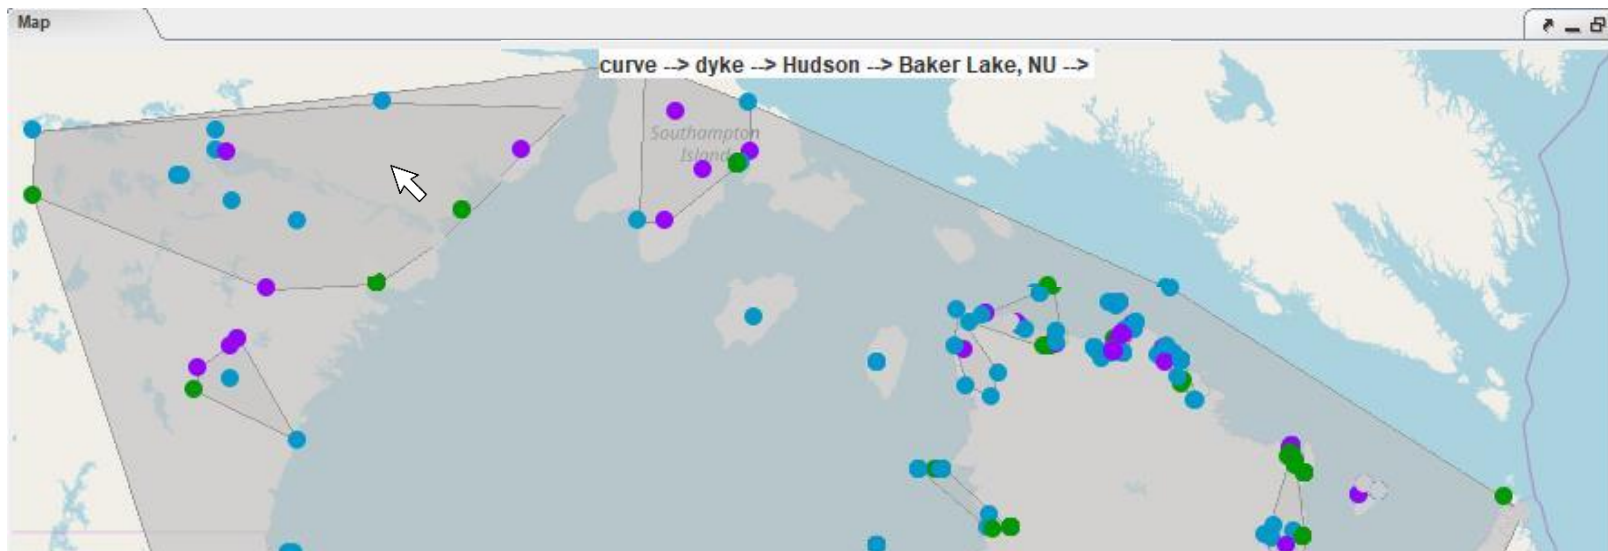 Map
curve --> dyke --> Hudson --> Baker Lake, NU -->
Southampton
Island